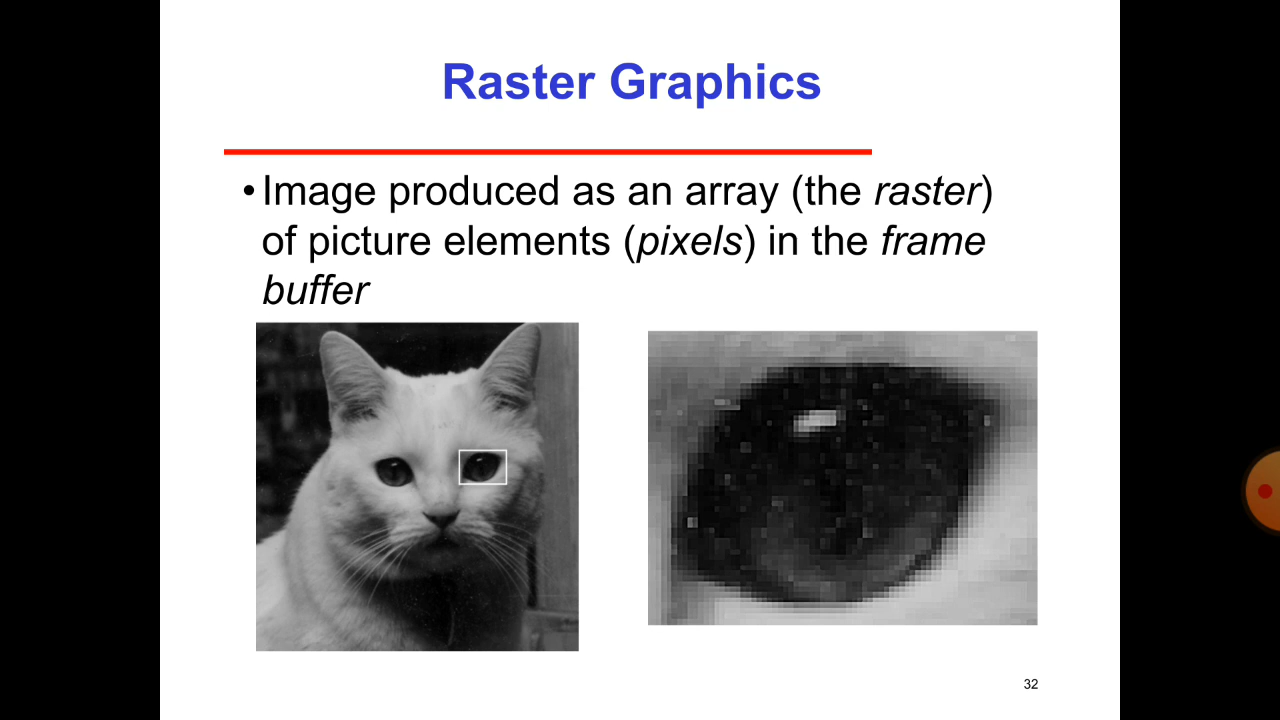 Raster Graphics
• Image produced as an array (the raster)
of picture elements (pixels) in the frame
buffer
32